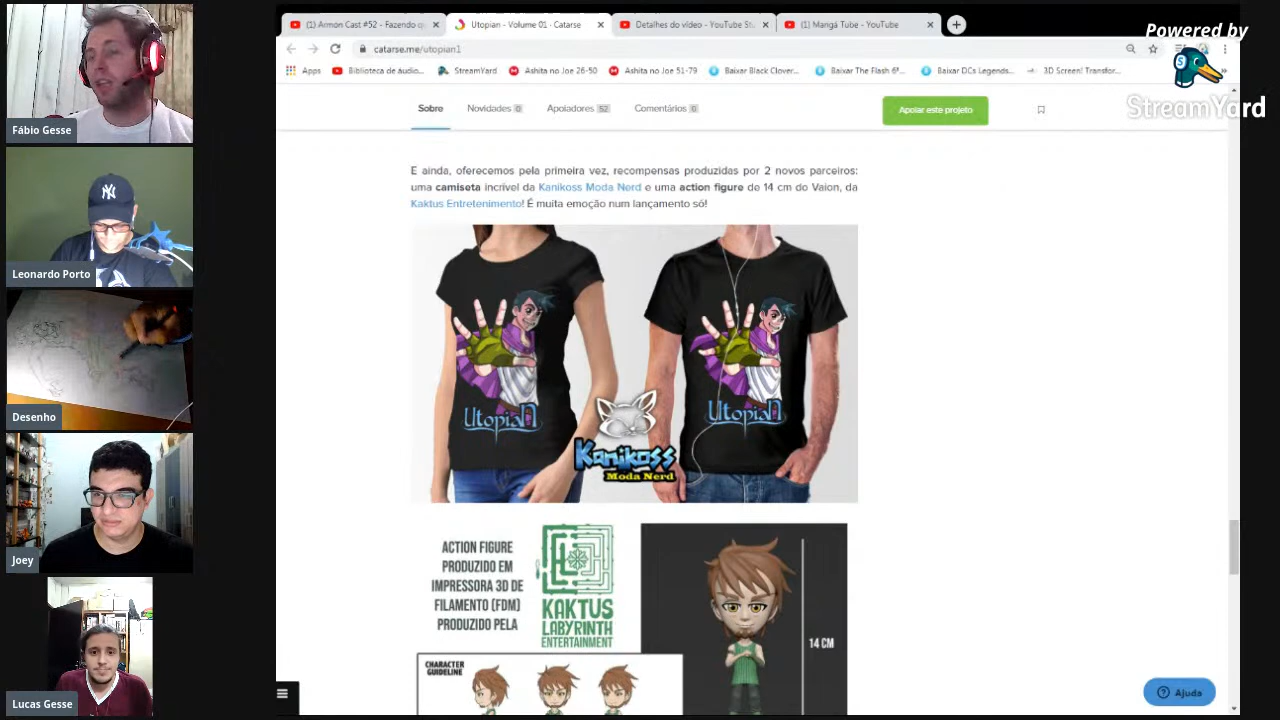 Fábio Gesse
Leonardo Porto
Desenho
Joey
Lucas Gesse
(1) Armon Cast #52 - Fazendo q
Utopian - Volume 01 · Catarse
Detalhes do vídeo - YouTube St
(1) Mangá Tube - YouTube
catarse.me/utopian1
Apps
Biblioteca de áudio...
StreamYard
Ashita no Joe 26-50
Ashita no Joe 51-79
Baixar Black Clover...
Baixar The Flash 6ª...
Baixar DCs Legends...
3D Screen! Transfor...
Powered by
StreamYard
Sobre
Novidades 0
Apoiadores 52
Comentários 0
Apoiar este projeto
E ainda, oferecemos pela primeira vez, recompensas produzidas por 2 novos parceiros:
uma camiseta incrível da Kanikoss Moda Nerd e uma action figure de 14 cm do Vaion, da
Kaktus Entretenimento! É muita emoção num lançamento só!
Utopian
Utopian
Kanikoss
Moda Nerd
ACTION FIGURE
PRODUZIDO EM
IMPRESSORA 3D DE
FILAMENTO (FDM)
PRODUZIDO PELA
KAKTUS
LABYRINTH
ENTERTAINMENT
14 CM
CHARACTER
GUIDELINE
Ajuda